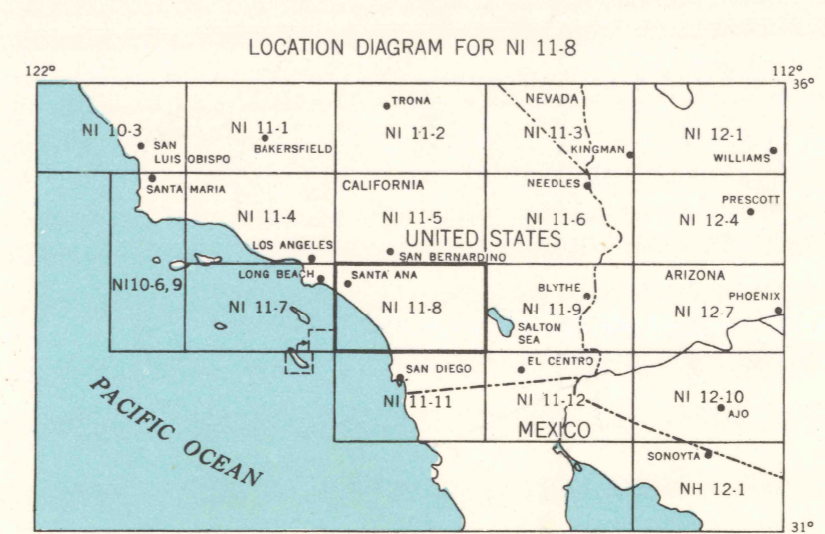 LOCATION DIAGRAM FOR NI 11-8
122°
112°
36°
TRONA
NEVADA
NI 10-3
NI 11-1
NI 11-2
NI 11-3
NI 12-1
SAN
LUIS OBISPO
BAKERSFIELD
KINGMAN
WILLIAMS
SANTA MARIA
CALIFORNIA
NEEDLES
PRESCOTT
NI 11-4
NI 11-5
NI 11-6
NI 12-4
UNITED STATES
LOS ANGELES
SAN BERNARDINO
LONG BEACH
SANTA ANA
ARIZONA
NI10-6,9
BLYTHE
PHOENIX
NI 11-7
NI 11-8
NI 11-9
NI 12-7
SALTON
SEA
SAN DIEGO
EL CENTRO
NI 11-11
NI 11-12
NI 12-10
AJO
PACIFIC OCEAN
MEXICO
SONOYTA
NH 12-1
31°